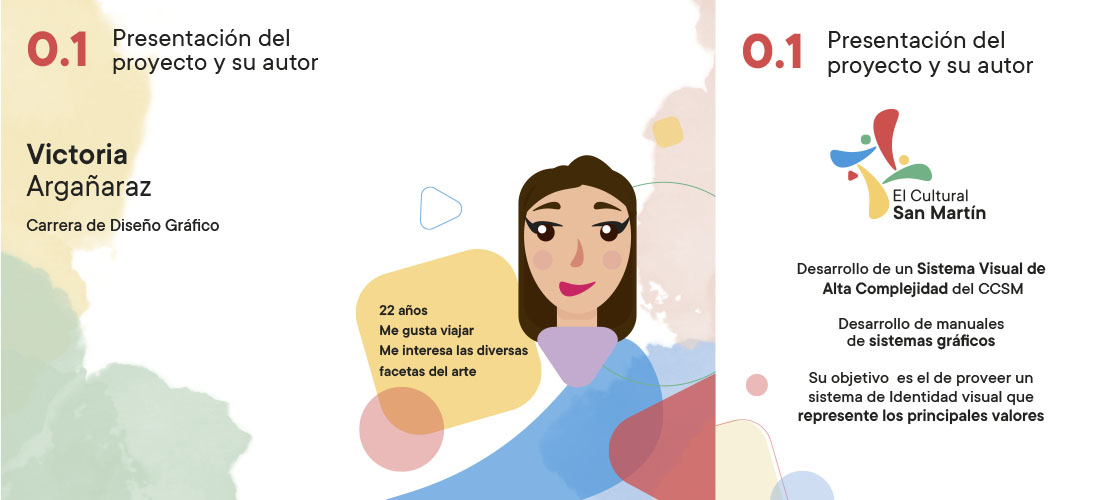 0.1 Presentación del
proyecto y su autor
Victoria
Argañaraz
Carrera de Diseño Gráfico
22 años
Me gusta viajar
Me interesa las diversas
facetas del arte
0.1 Presentación del
proyecto y su autor
El Cultural
San Martín
Desarrollo de un Sistema Visual de
Alta Complejidad del CCSM
Desarrollo de manuales
de sistemas gráficos
Su objetivo es el de proveer un
sistema de Identidad visual que
represente los principales valores